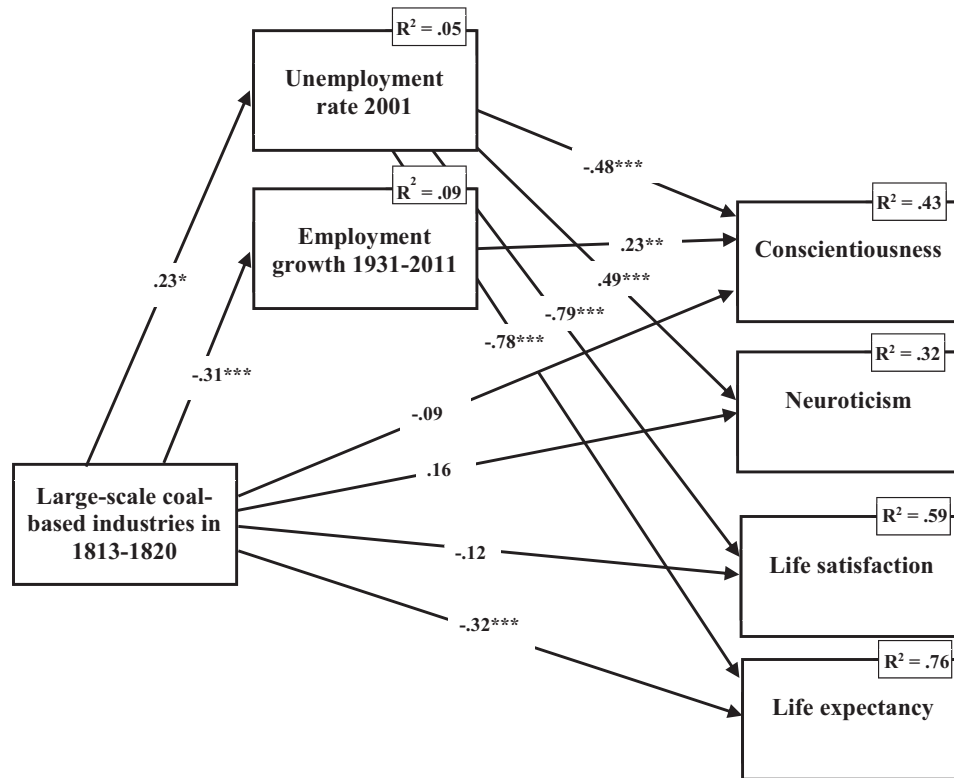 R² = .05
Unemployment
rate 2001
R² = .09
Employment
growth 1931-2011
-.48***
R² = .43
Conscientiousness
.23**
.49***
.23*
-.79***
-.78***
-.31***
R² = .32
Neuroticism
-.09
.16
Large-scale coal-
based industries in
1813-1820
R² = .59
Life satisfaction
-.12
-.32***
R² = .76
Life expectancy